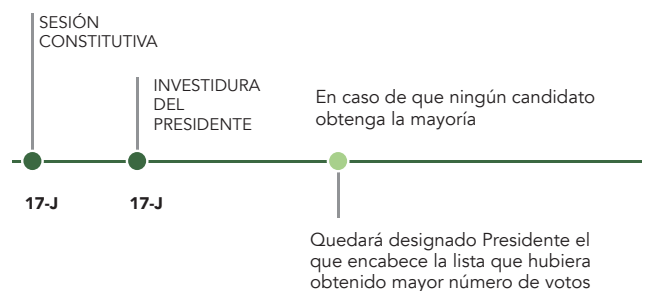 SESIÓN
CONSTITUTIVA
INVESTIDURA
DEL
PRESIDENTE
En caso de que ningún candidato
obtenga la mayoría
17-J
17-J
Quedará designado Presidente el
que encabece la lista que hubiera
obtenido mayor número de votos